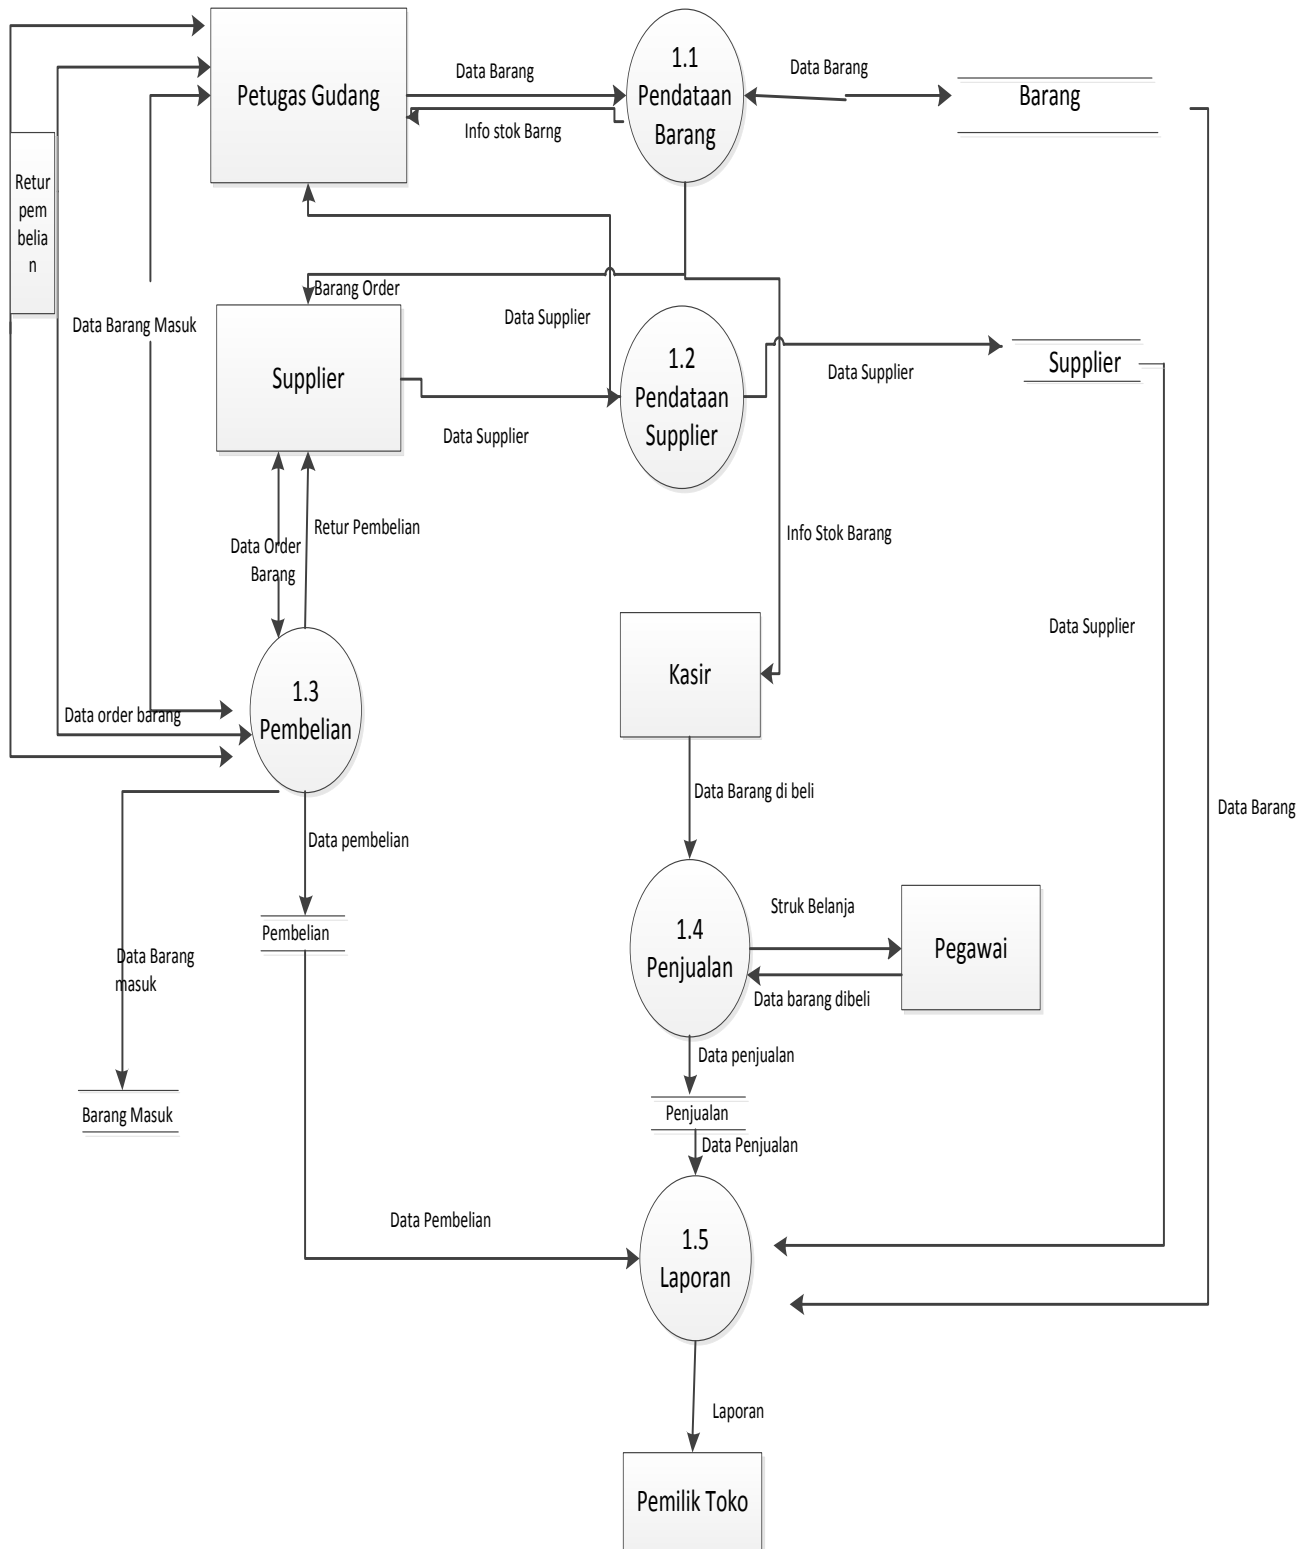 Petugas Gudang
Data Barang
1.1
Pendataan
Barang
Data Barang
Barang
Info stok Barng
Retur
pem
belia
n
Barang Order
Data Supplier
Data Barang Masuk
Supplier
1.2
Pendataan
Supplier
Data Supplier
Supplier
Data Supplier
Retur Pembelian
Data Order
Barang
Info Stok Barang
Data Supplier
Kasir
1.3
Pembelian
Data order barang
Data Barang di beli
Data Barang
Data pembelian
Pembelian
Data Barang
masuk
Struk Belanja
1.4
Penjualan
Pegawai
Data barang dibeli
Data penjualan
Barang Masuk
Penjualan
Data Penjualan
Data Pembelian
1.5
Laporan
Laporan
Pemilik Toko